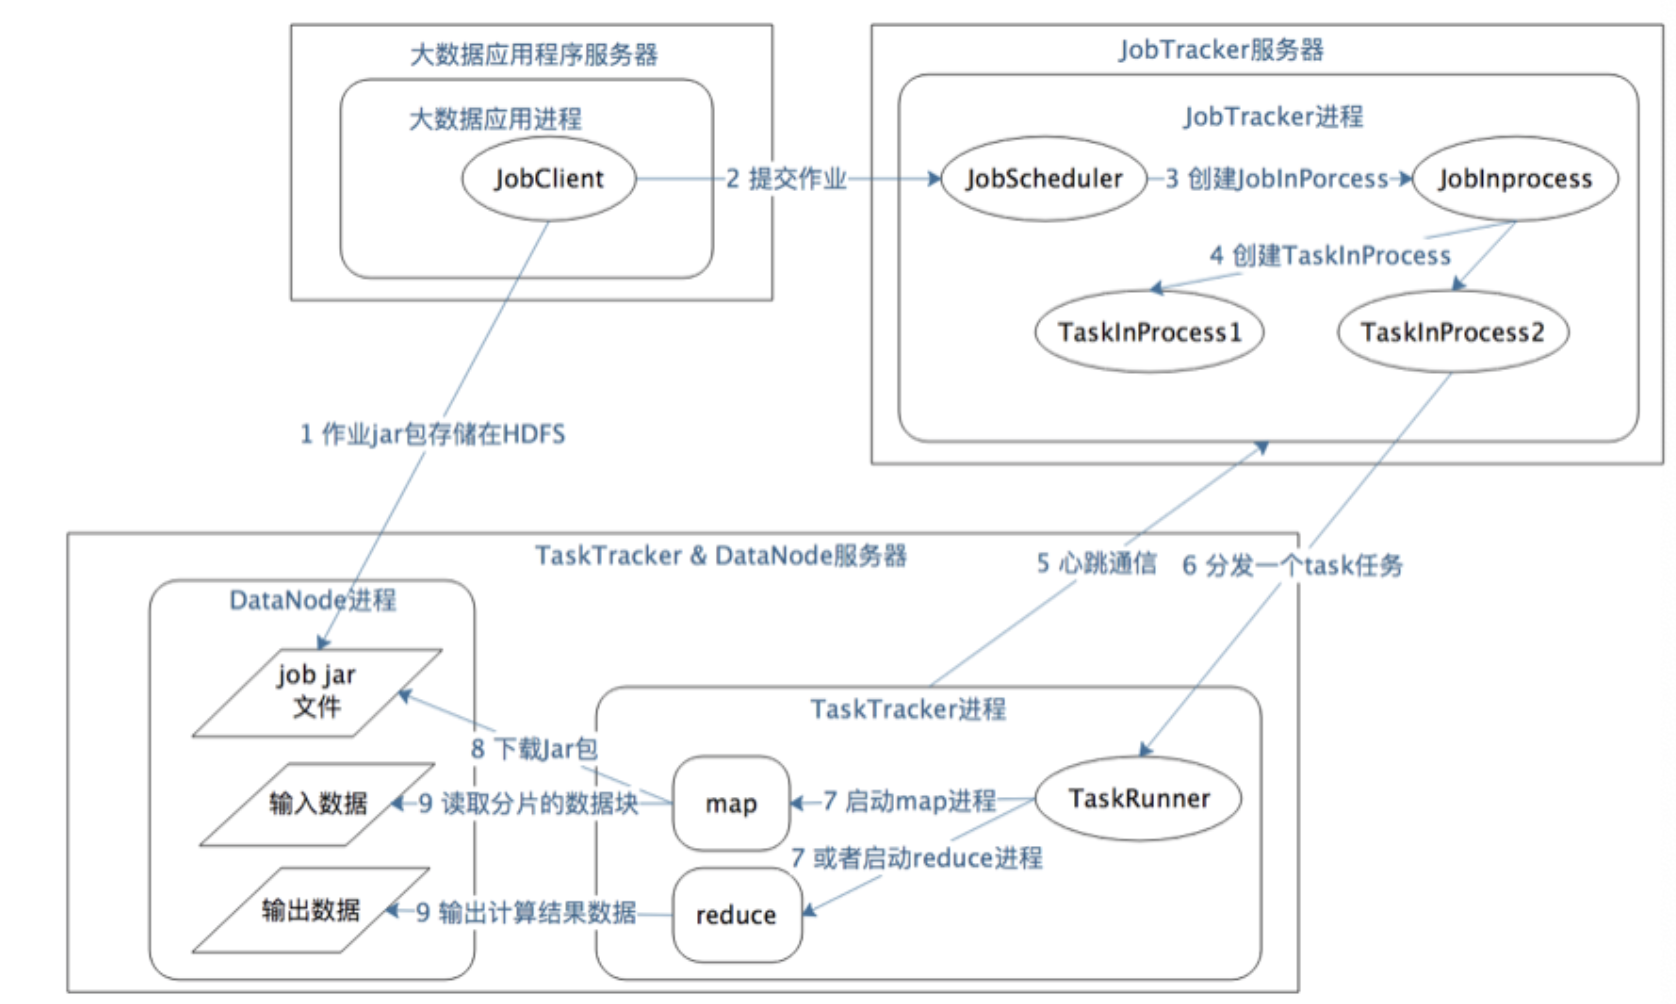 大数据应用程序服务器
大数据应用进程
JobClient
2 提交作业
JobTracker服务器
JobTracker进程
JobScheduler
3 创建JobInPorcess
JobInprocess
4 创建TaskInProcess
TaskInProcess1
TaskInProcess2
1 作业jar包存储在HDFS
5 心跳通信
6 分发一个task任务
TaskTracker & DataNode服务器
DataNode进程
job jar
文件
8 下载Jar包
输入数据
9 读取分片的数据块
输出数据
9 输出计算结果数据
TaskTracker进程
map
7 启动map进程
TaskRunner
7 或者启动reduce进程
reduce